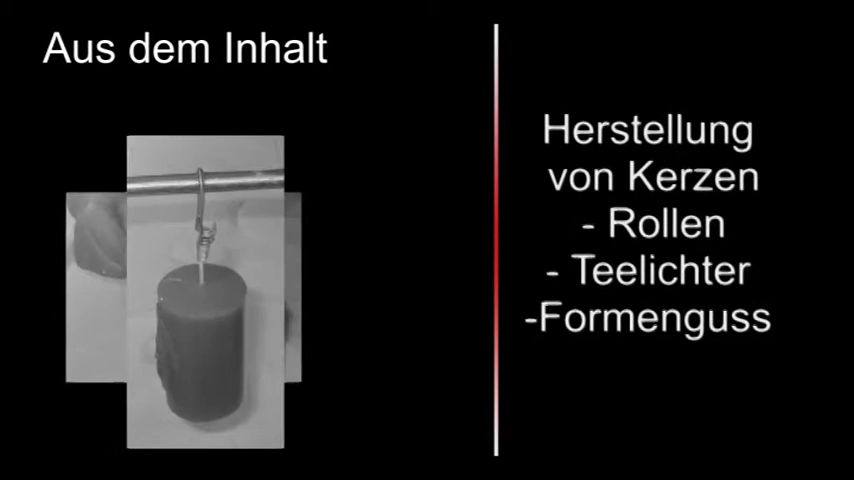 Aus dem Inhalt
Herstellung
von Kerzen
- Rollen
- Teelichter
-Formenguss